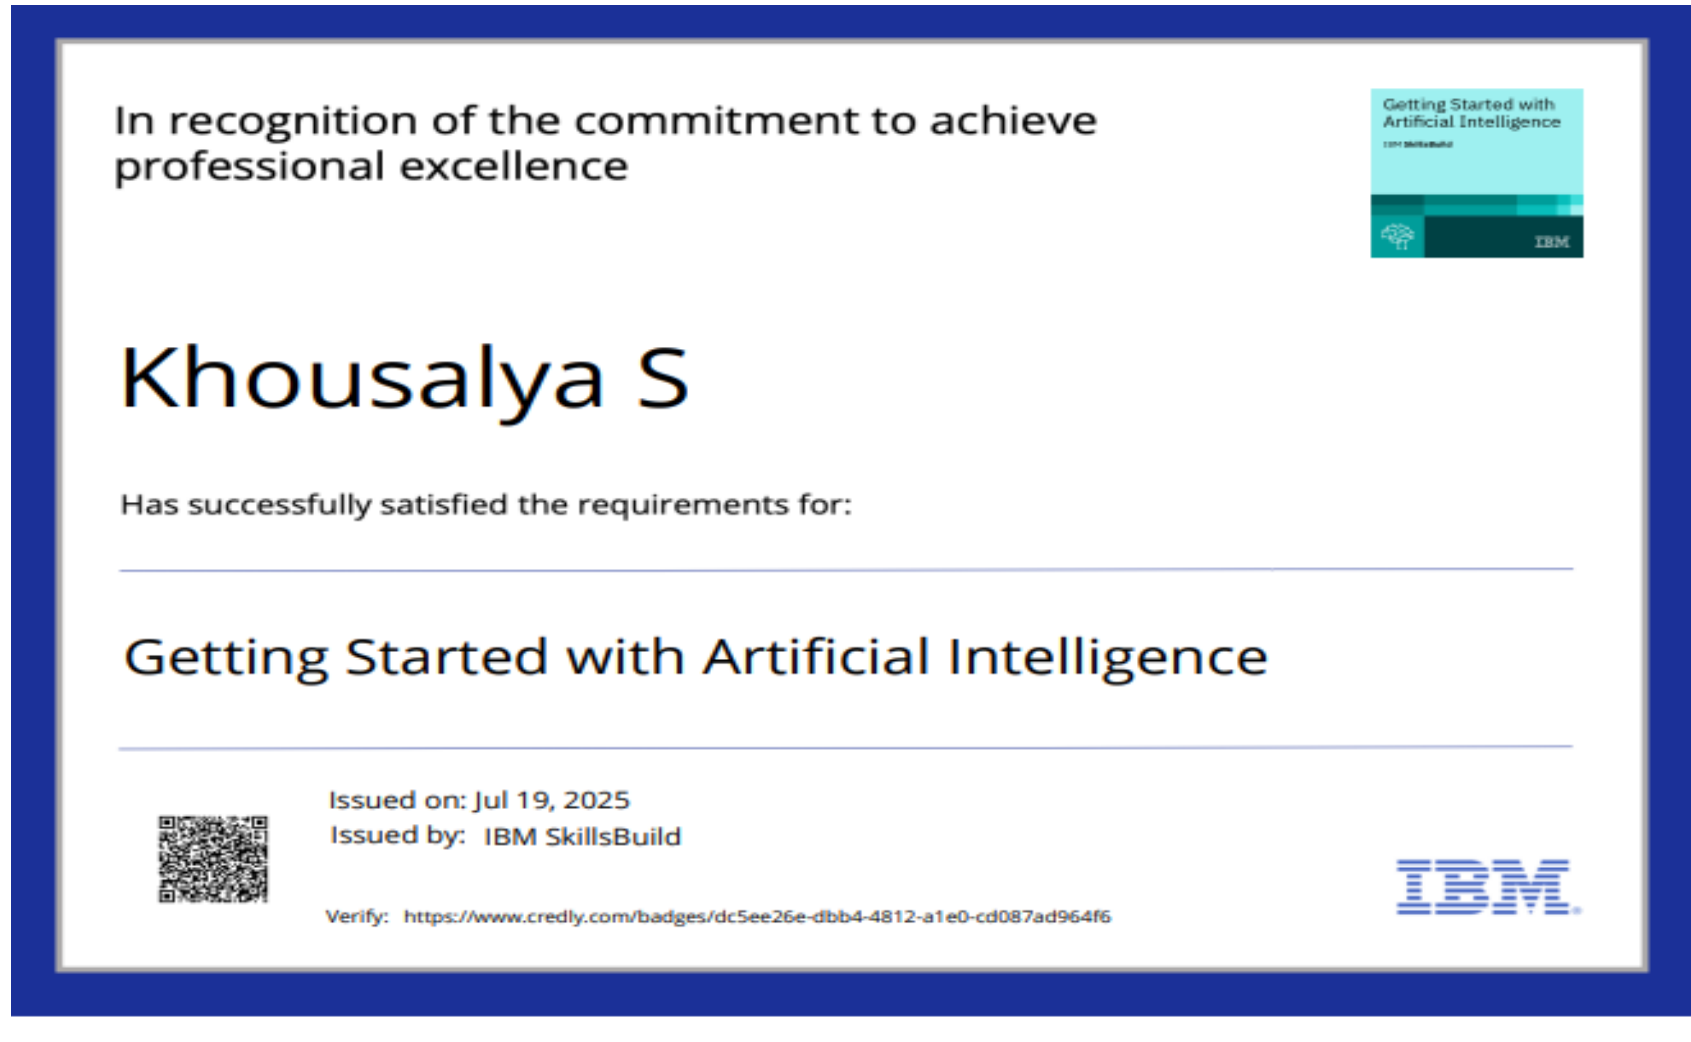 In recognition of the commitment to achieve
professional excellence
Getting Started with
Artificial Intelligence
IBM SkillsBuild
IBM
Khousalya S
Has successfully satisfied the requirements for:
Getting Started with Artificial Intelligence
Issued on: Jul 19, 2025
Issued by: IBM SkillsBuild
Verify: https://www.credly.com/badges/dc5ee26e-dbb4-4812-a1e0-cd087ad964f6
IBM.